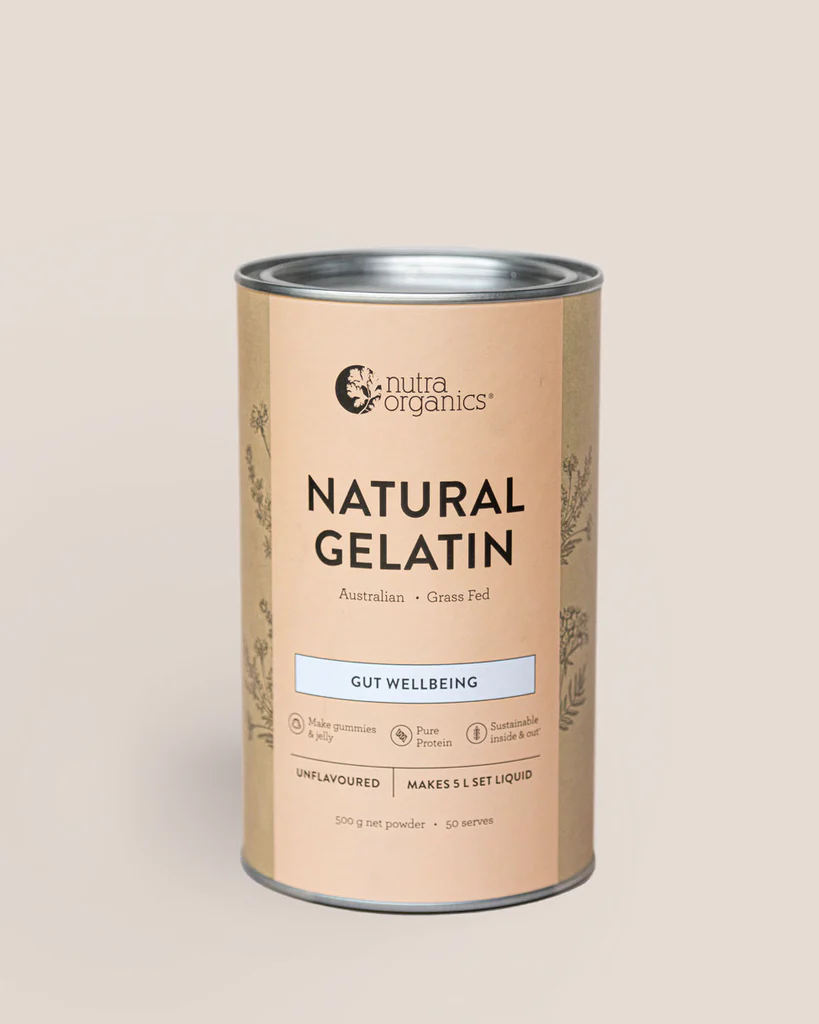 nutra
organics®
NATURAL
GELATIN
Australian • Grass Fed
GUT WELLBEING
Make gummies
& jelly
Pure
Protein
Sustainable
inside & out^
UNFLAVOURED
MAKES 5 L SET LIQUID
500 g net powder • 50 serves